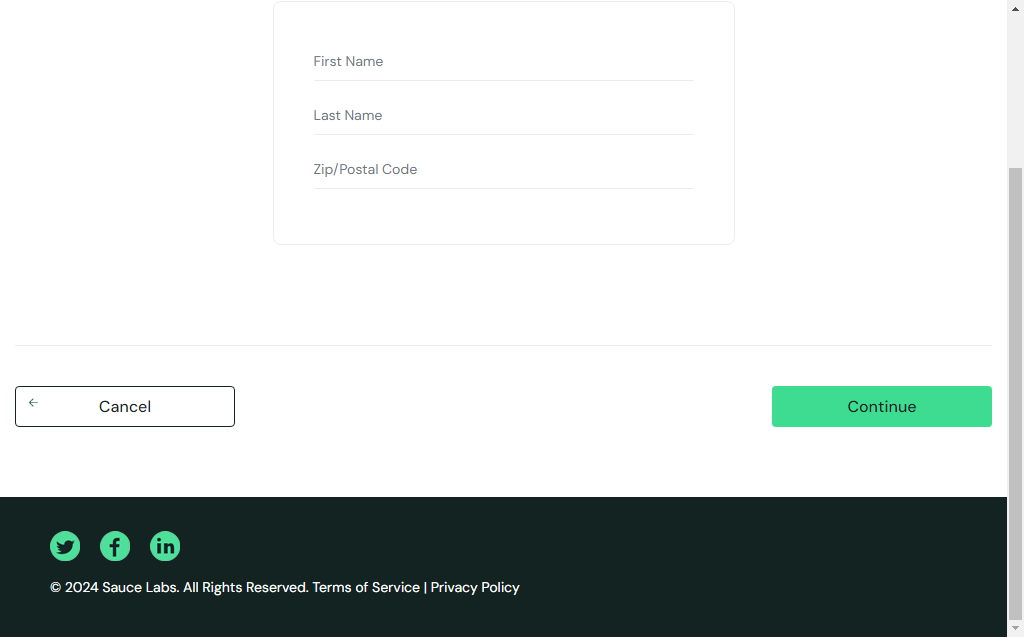 First Name
Last Name
Zip/Postal Code
Cancel
Continue
© 2024 Sauce Labs. All Rights Reserved. Terms of Service | Privacy Policy